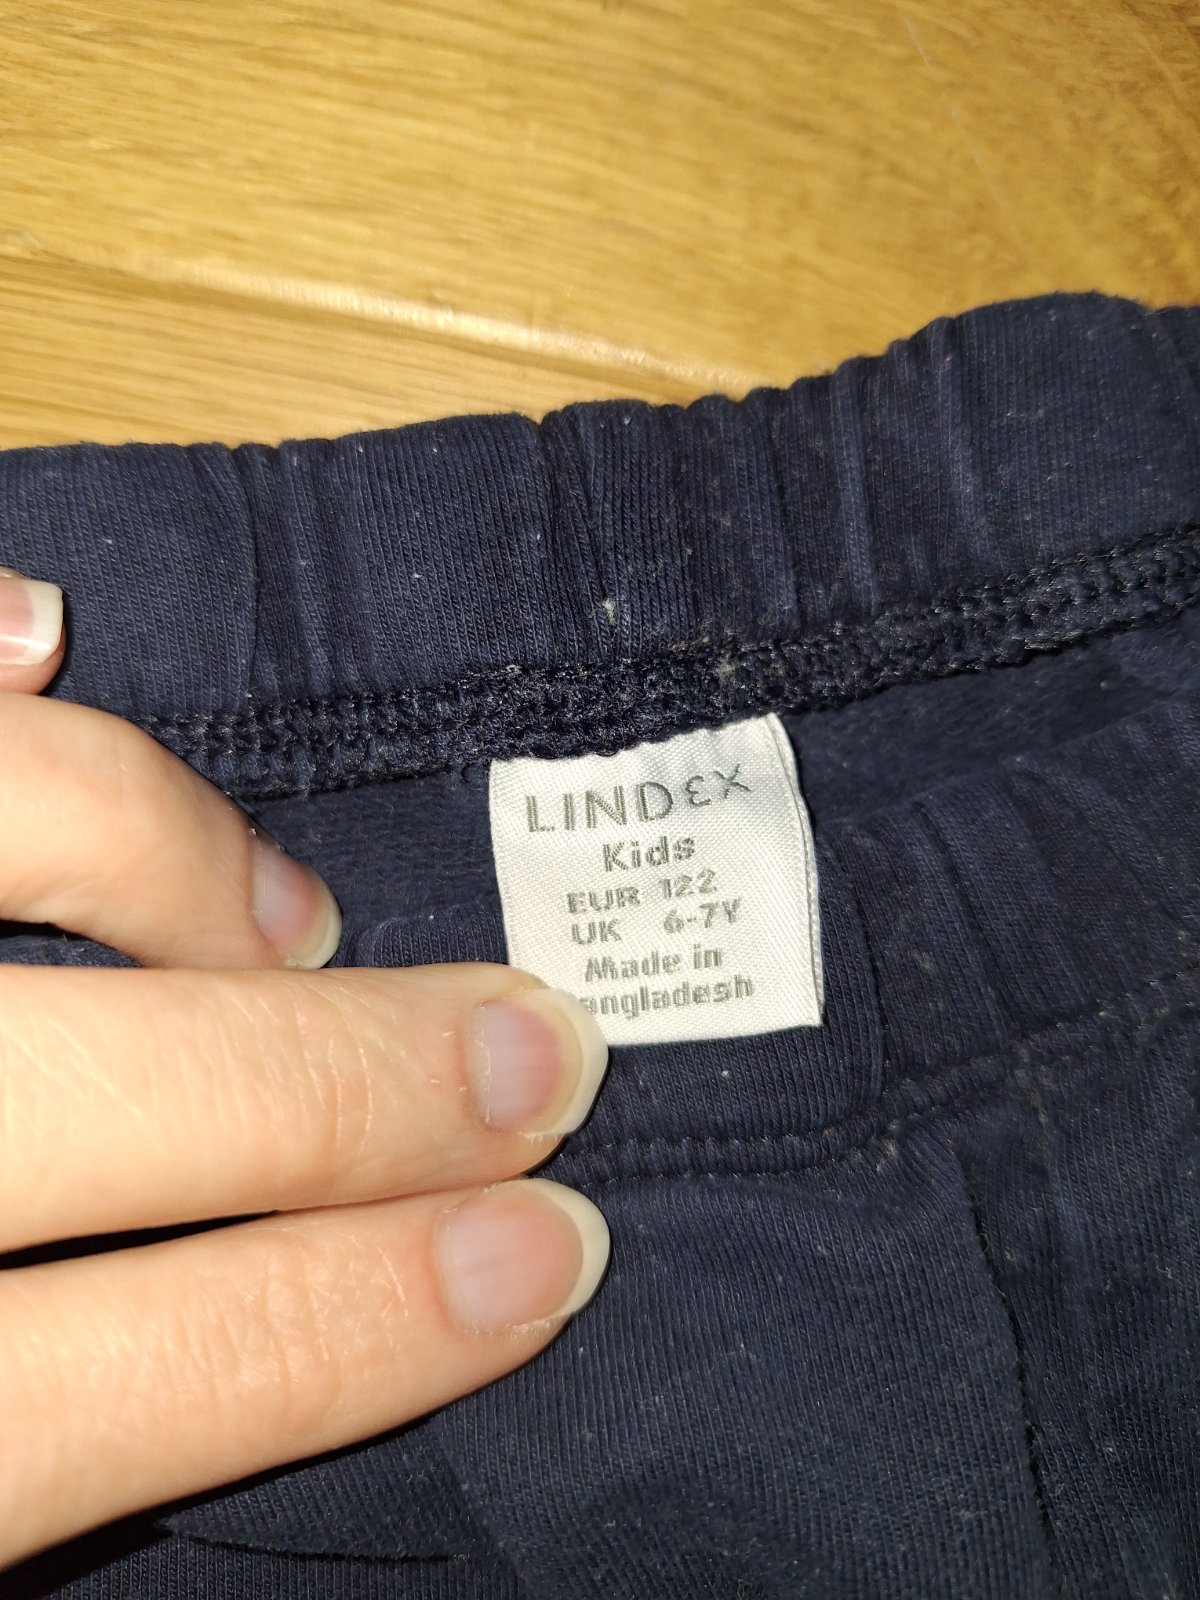 LINDEX
Kids
EUR 122
UK 6-7Y
Made in
angladesh